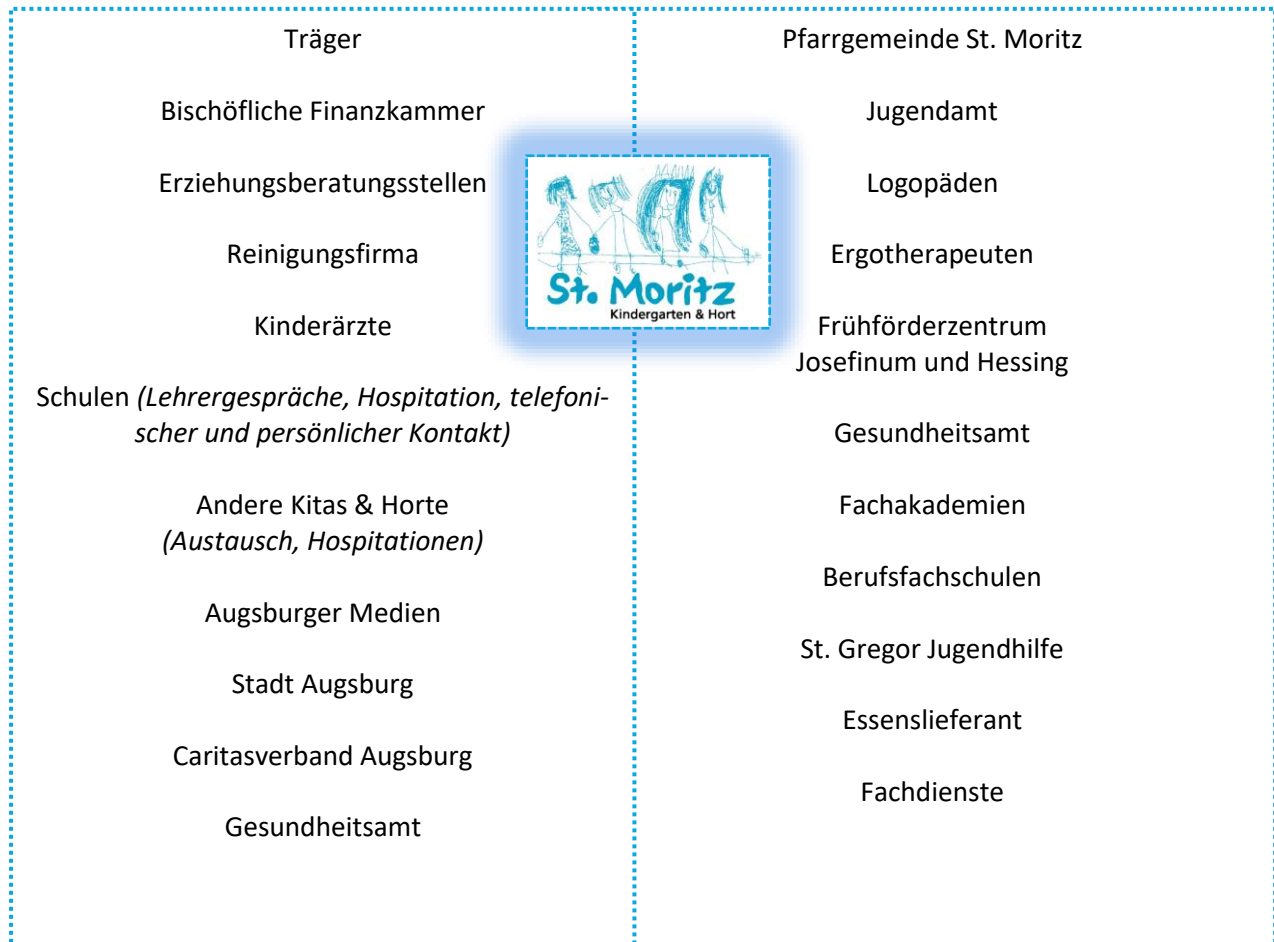 Träger
Bischöfliche Finanzkammer
Erziehungsberatungsstellen
Reinigungsfirma
Kinderärzte
Schulen (Lehrergespräche, Hospitation, telefoni-
scher und persönlicher Kontakt)
Andere Kitas & Horte
(Austausch, Hospitationen)
Augsburger Medien
Stadt Augsburg
Caritasverband Augsburg
Gesundheitsamt
St. Moritz
Kindergarten & Hort
Pfarrgemeinde St. Moritz
Jugendamt
Logopäden
Ergotherapeuten
Frühförderzentrum
Josefinum und Hessing
Gesundheitsamt
Fachakademien
Berufsfachschulen
St. Gregor Jugendhilfe
Essenslieferant
Fachdienste